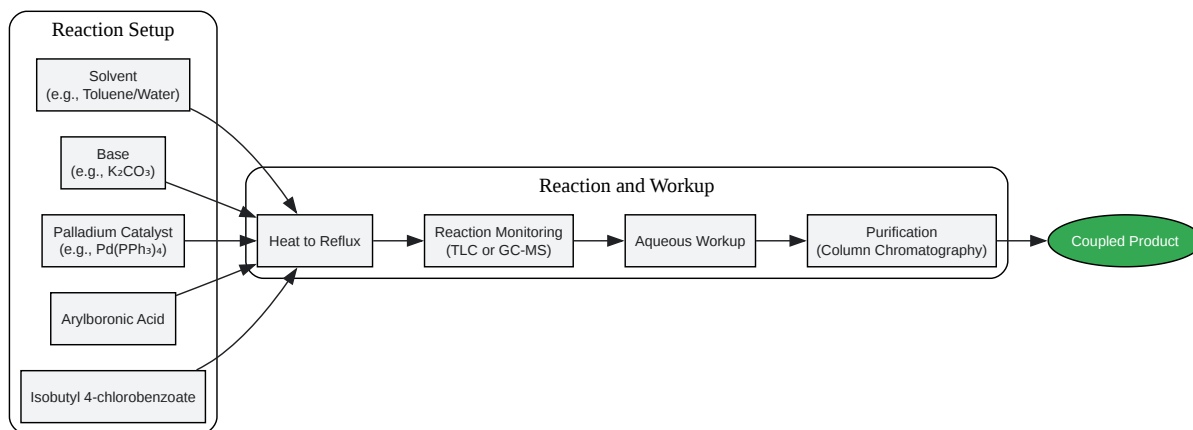 Reaction Setup
Solvent
(e.g., Toluene/Water)
Base
(e.g., K₂CO₃)
Palladium Catalyst
(e.g., Pd(PPh₃)₄)
Arylboronic Acid
Isobutyl 4-chlorobenzoate
Reaction and Workup
Heat to Reflux
Reaction Monitoring
(TLC or GC-MS)
Aqueous Workup
Purification
(Column Chromatography)
Coupled Product